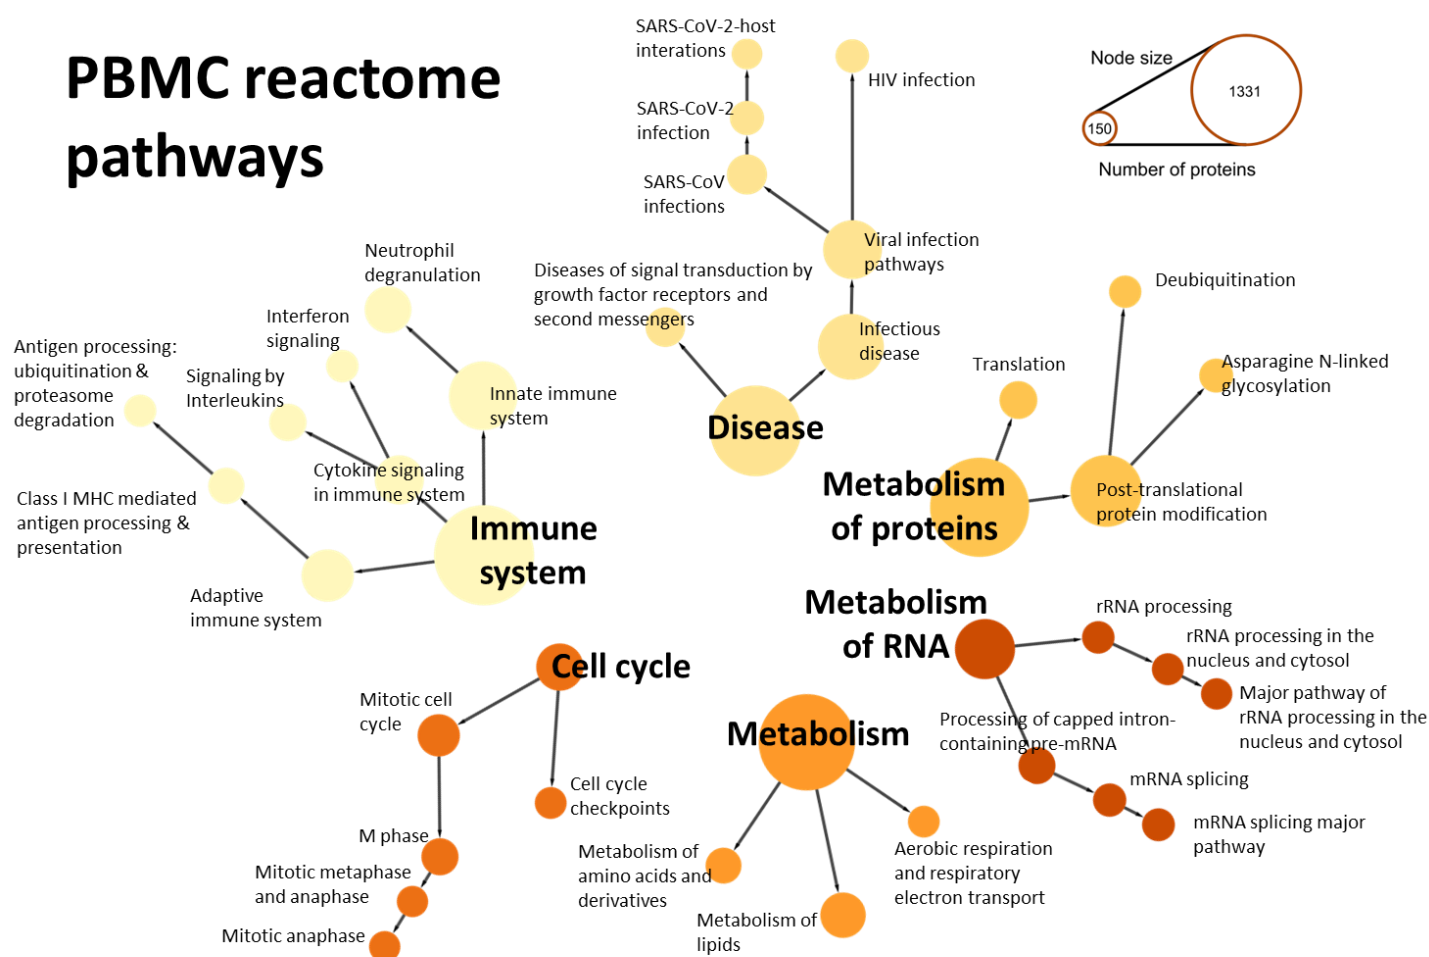 PBMC reactome
pathways
SARS-CoV-2-host
interations
SARS-CoV-2
infection
SARS-CoV
infections
HIV infection
Node size
150
1331
Number of proteins
Viral infection
pathways
Diseases of signal transduction by
growth factor receptors and
second messengers
Infectious
disease
Disease
Neutrophil
degranulation
Interferon
signaling
Antigen processing:
ubiquitination &
proteasome
degradation
Signaling by
Interleukins
Innate immune
system
Cytokine signaling
in immune system
Class I MHC mediated
antigen processing &
presentation
Immune
system
Adaptive
immune system
Deubiquitination
Translation
Asparagine N-linked
glycosylation
Metabolism
of proteins
Post-translational
protein modification
Metabolism
of RNA
rRNA processing
rRNA processing in the
nucleus and cytosol
Major pathway of
rRNA processing in the
nucleus and cytosol
Processing of capped intron-
containing pre-mRNA
mRNA splicing
mRNA splicing major
pathway
Cell cycle
Mitotic cell
cycle
Cell cycle
checkpoints
M phase
Mitotic metaphase
and anaphase
Mitotic anaphase
Metabolism
Metabolism of
amino acids and
derivatives
Metabolism of
lipids
Aerobic respiration
and respiratory
electron transport